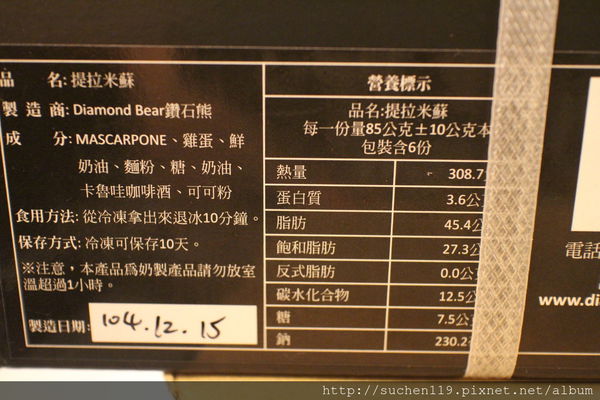 品 名: 提拉米蘇
製 造 商: Diamond Bear鑽石熊
成 分: MASCARPONE、雞蛋、鮮
奶油、麵粉、糖、奶油、
卡魯哇咖啡酒、可可粉
食用方法: 從冷凍拿出來退冰10分鐘。
保存方式: 冷凍可保存10天。
※注意，本產品為奶製產品請勿放室
溫超過1小時。
製造日期: 104.12.15
營養標示
品名:提拉米蘇
每一份量85公克±10公克本
包裝含6份
熱量 308.7
蛋白質 3.6公
脂肪 45.4公
飽和脂肪 27.3公
反式脂肪 0.0公
碳水化合物 12.5公
糖 7.5公
鈉 230.2
電話
www.di
http://suchen119.pixnet.net/album